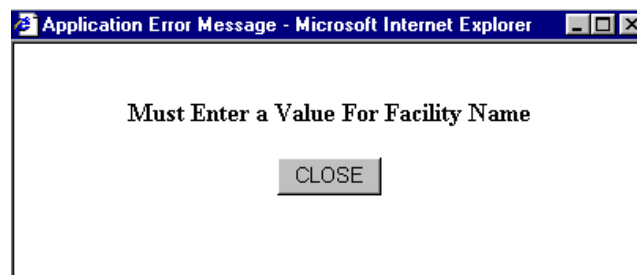 Application Error Message - Microsoft Internet Explorer
Must Enter a Value For Facility Name
CLOSE